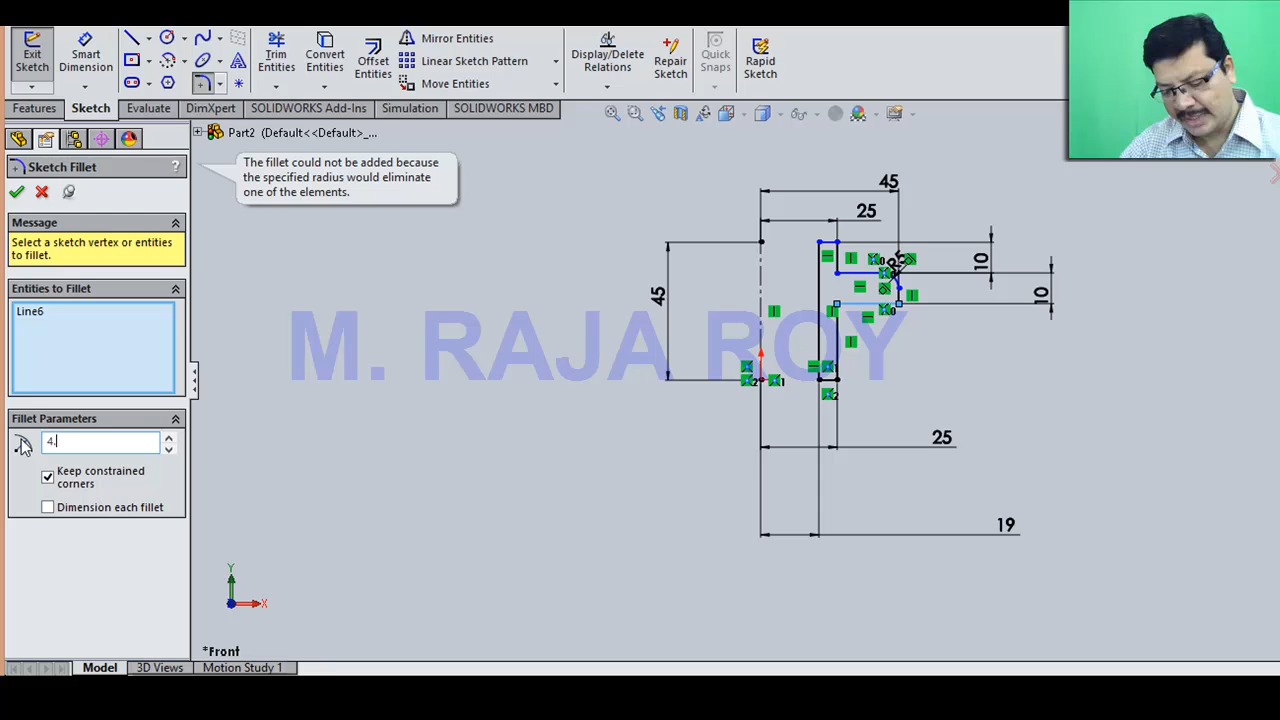 Exit Sketch
Smart Dimension
Trim Entities
Convert Entities
Offset Entities
Mirror Entities
Linear Sketch Pattern
Move Entities
Display/Delete Relations
Repair Sketch
Quick Snaps
Rapid Sketch
Features
Sketch
Evaluate
DimXpert
SOLIDWORKS Add-Ins
Simulation
SOLIDWORKS MBD
Part2 (Default<<Default>_...
Sketch Fillet
?
The fillet could not be added because
the specified radius would eliminate
one of the elements.
Message
Select a sketch vertex or entities
to fillet.
Entities to Fillet
Line6
Fillet Parameters
4.
Keep constrained
corners
Dimension each fillet
45
25
10
R5
10
45
M. RAJA ROY
25
19
Y
X
*Front
Model
3D Views
Motion Study 1